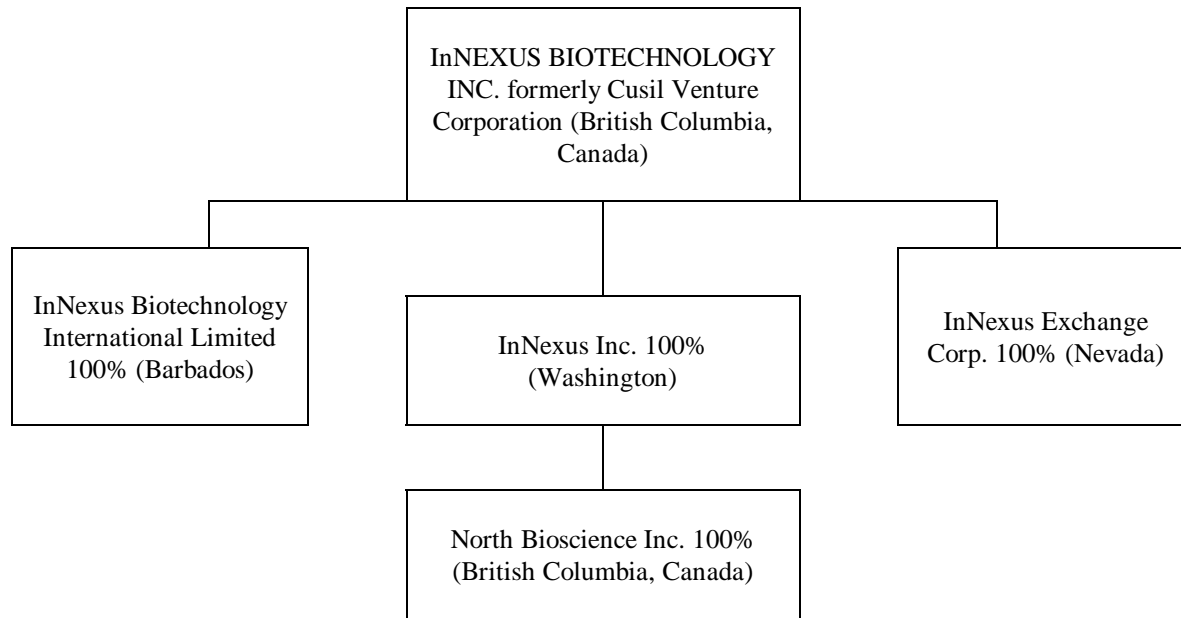 InNEXUS BIOTECHNOLOGY
INC. formerly Cusil Venture
Corporation (British Columbia,
Canada)
InNexus Biotechnology
International Limited
100% (Barbados)
InNexus Inc. 100%
(Washington)
InNexus Exchange
Corp. 100% (Nevada)
North Bioscience Inc. 100%
(British Columbia, Canada)